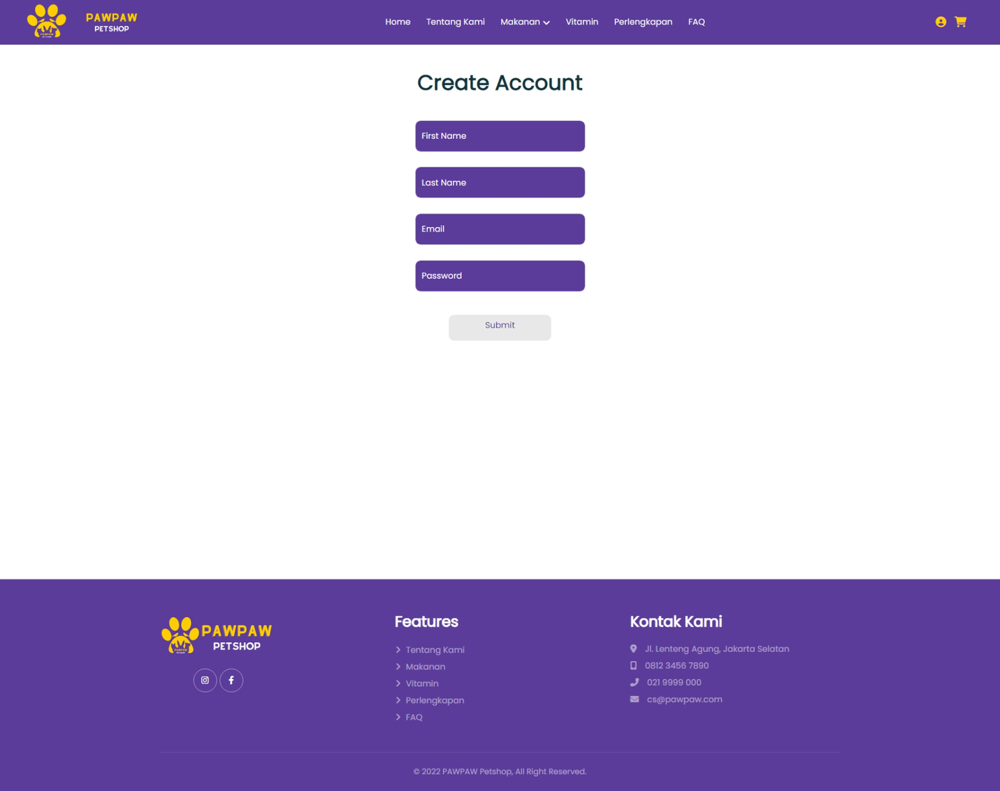 PAWPAW
PETSHOP
Home Tentang Kami Makanan Vitamin Perlengkapan FAQ
Create Account
First Name
Last Name
Email
Password
Submit
PAWPAW
PETSHOP
Features
Tentang Kami
Makanan
Vitamin
Perlengkapan
FAQ
Kontak Kami
Jl. Lenteng Agung, Jakarta Selatan
0812 3456 7890
021 9999 000
cs@pawpaw.com
© 2022 PAWPAW Petshop, All Right Reserved.